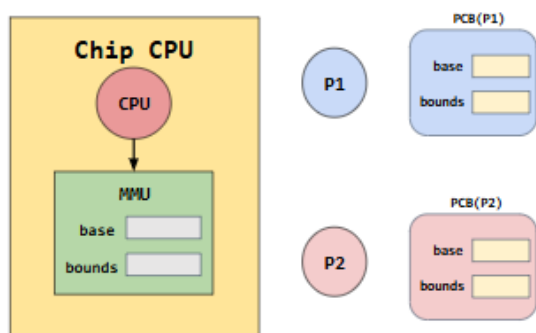 Chip CPU
CPU
MMU
base
bounds
P1
PCB(P1)
base
bounds
P2
PCB(P2)
base
bounds